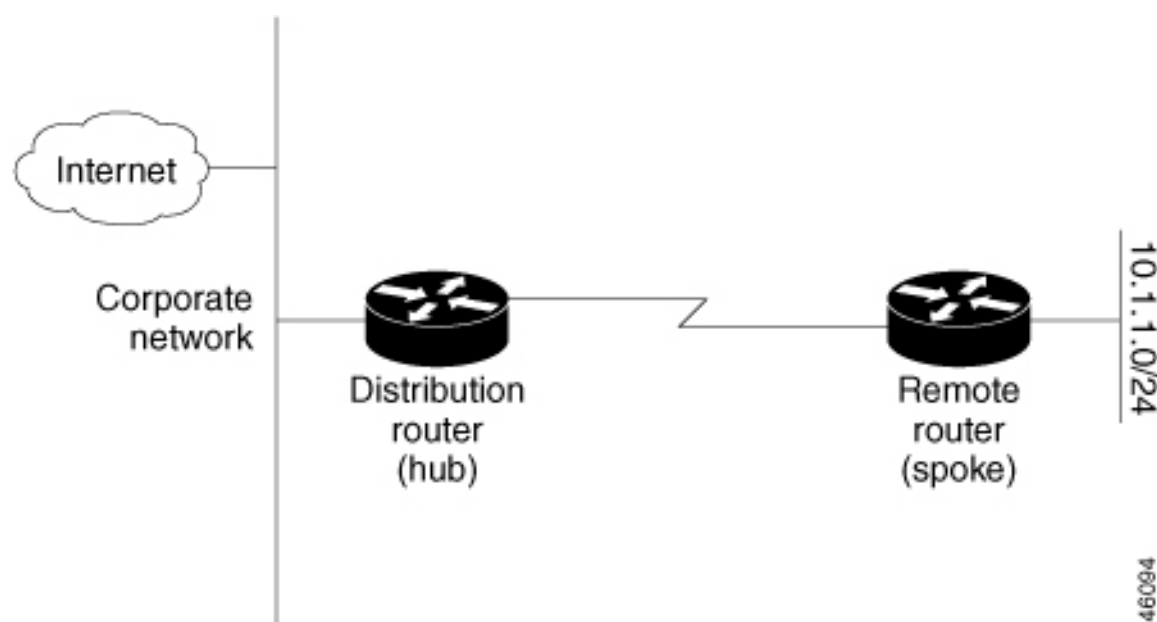 Internet
Corporate
network
Distribution
router
(hub)
Remote
router
(spoke)
10.1.1.0/24
46094